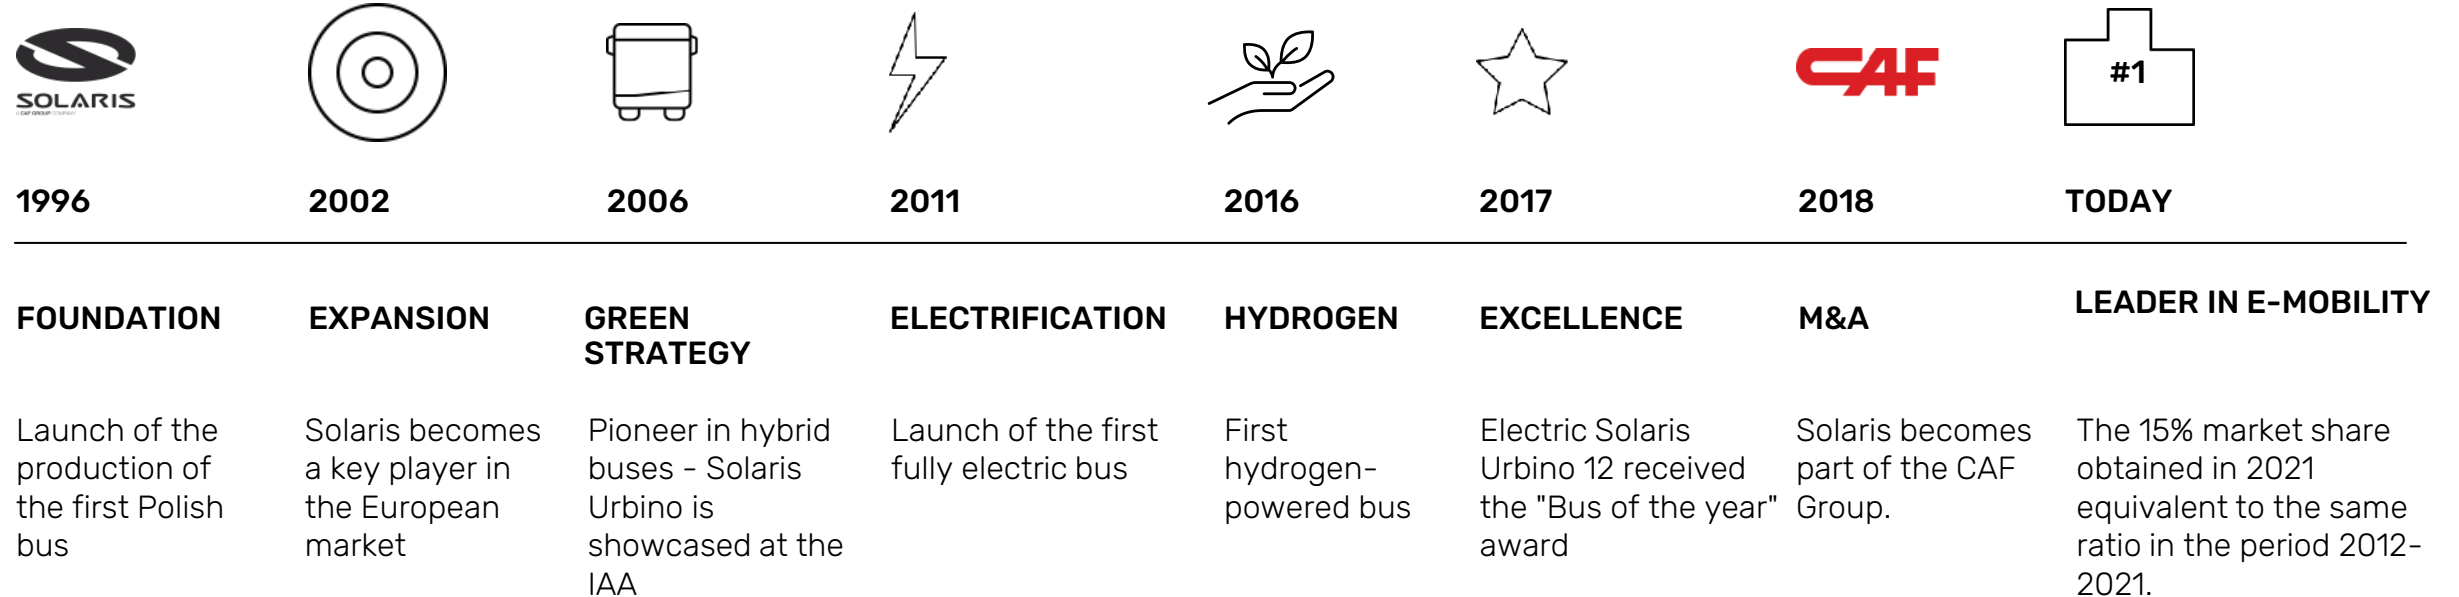 SOLARIS
A CAF GROUP COMPANY
CAF
#1
1996
2002
2006
2011
2016
2017
2018
TODAY
FOUNDATION
Launch of the
production of
the first Polish
bus
EXPANSION
Solaris becomes
a key player in
the European
market
GREEN
STRATEGY
Pioneer in hybrid
buses - Solaris
Urbino is
showcased at the
IAA
ELECTRIFICATION
Launch of the first
fully electric bus
HYDROGEN
First
hydrogen-
powered bus
EXCELLENCE
Electric Solaris
Urbino 12 received
the "Bus of the year"
award
M&A
Solaris becomes
part of the CAF
Group.
LEADER IN E-MOBILITY
The 15% market share
obtained in 2021
equivalent to the same
ratio in the period 2012-
2021.